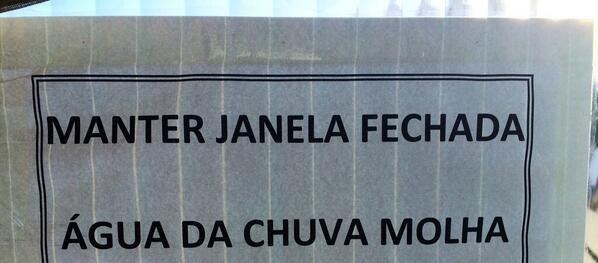 MANTER JANELA FECHADA
ÁGUA DA CHUVA MOLHA